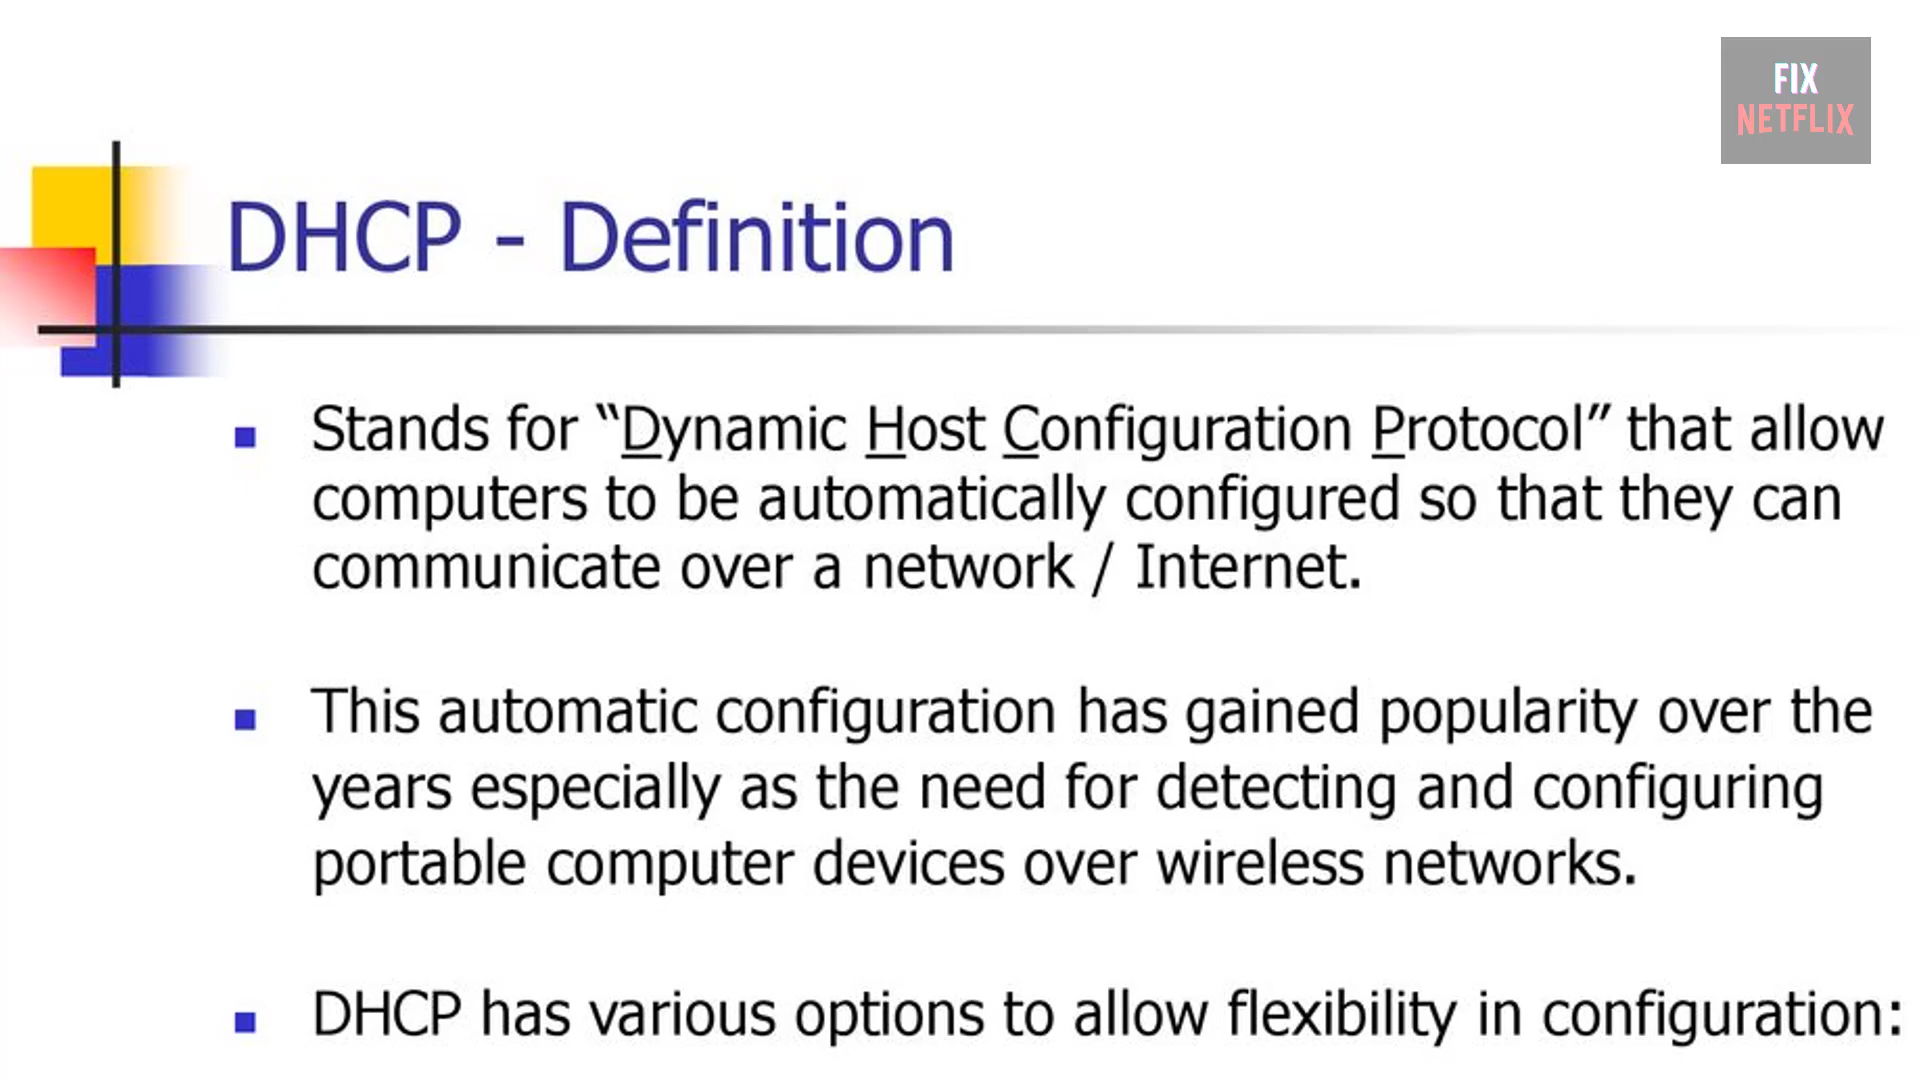 FIX
NETFLIX
DHCP - Definition
Stands for “Dynamic Host Configuration Protocol” that allow
computers to be automatically configured so that they can
communicate over a network / Internet.
This automatic configuration has gained popularity over the
years especially as the need for detecting and configuring
portable computer devices over wireless networks.
DHCP has various options to allow flexibility in configuration: